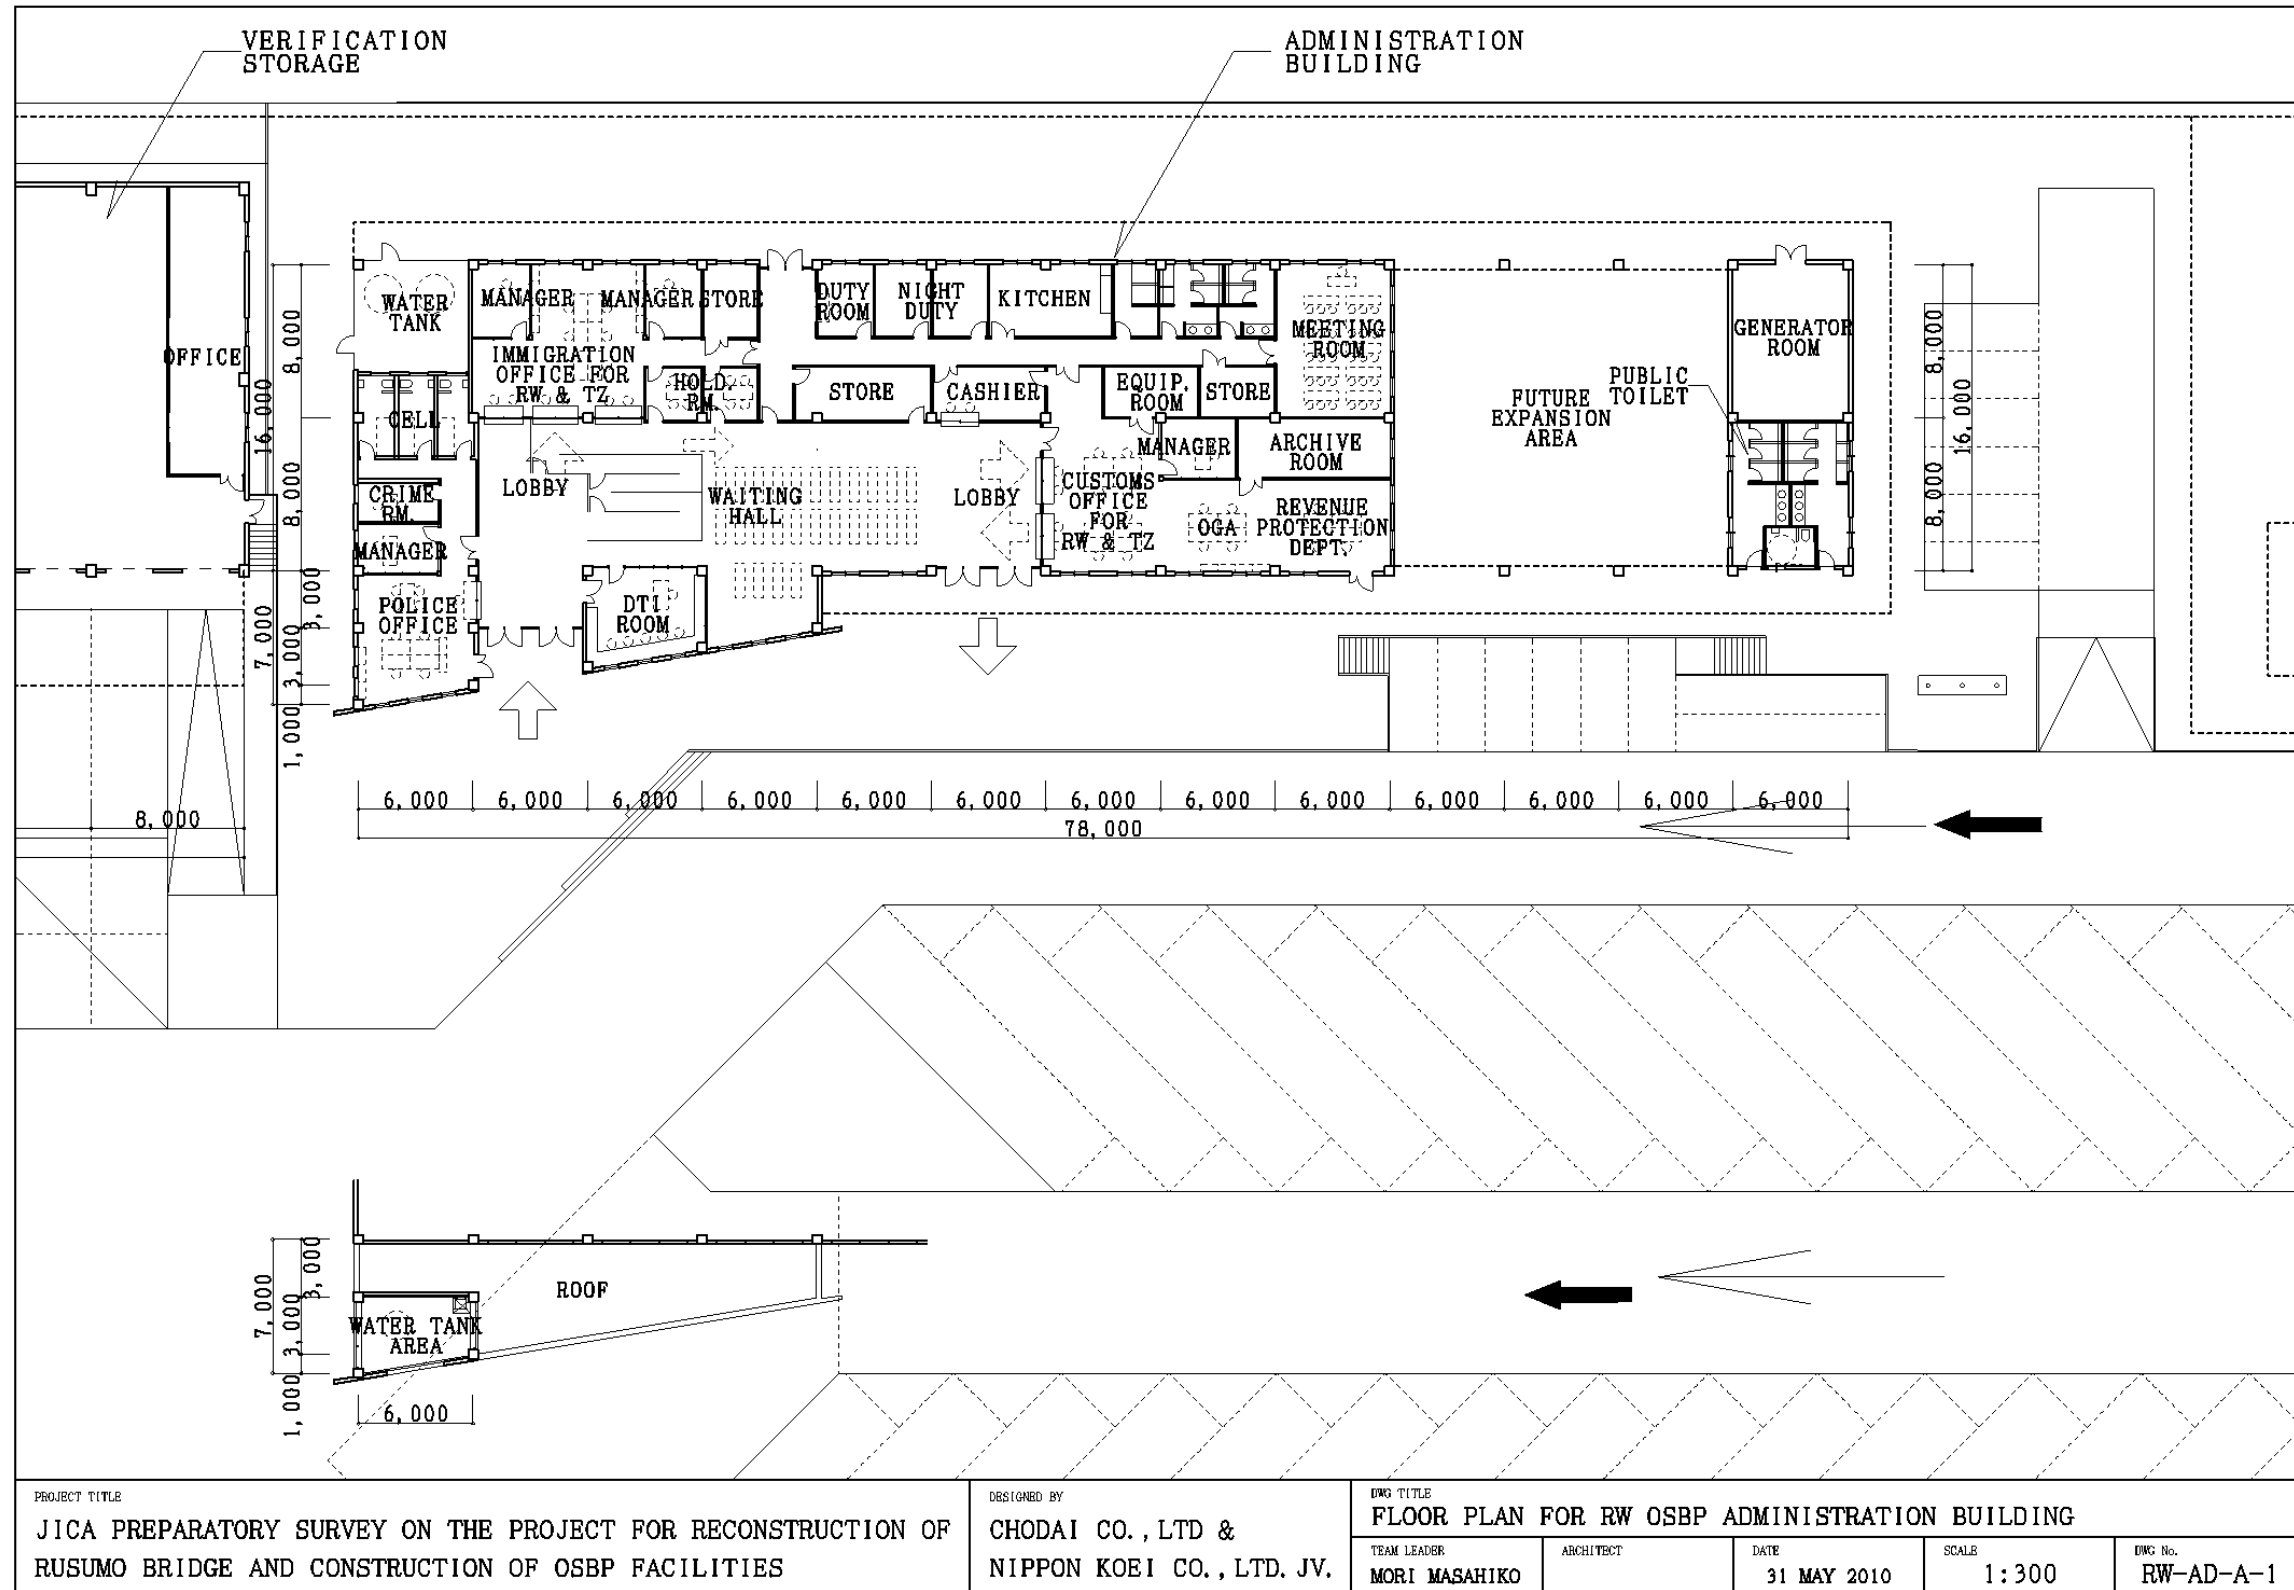 VERIFICATION
STORAGE
ADMINISTRATION
BUILDING
OFFICE
WATER
TANK
MANAGER
MANAGER
STORE
DUTY
ROOM
NIGHT
DUTY
KITCHEN
MEETING
ROOM
GENERATOR
ROOM
IMMIGRATION
OFFICE FOR
RW & TZ
HOLD.
RM.
STORE
CASHIER
EQUIP.
ROOM
STORE
FUTURE
EXPANSION
AREA
PUBLIC
TOILET
CELL
MANAGER
ARCHIVE
ROOM
CRIME
RM.
LOBBY
WAITING
HALL
LOBBY
CUSTOMS
OFFICE
FOR
RW & TZ
OGA
REVENUE
PROTECTION
DEPT.
MANAGER
POLICE
OFFICE
DTI
ROOM
8,000
16,000
8,000
3,000
7,000
3,000
1,000
8,000
8,000
16,000
8,000
6,000 6,000 6,000 6,000 6,000 6,000 6,000 6,000 6,000 6,000 6,000 6,000 6,000
78,000
ROOF
WATER TANK
AREA
3,000
7,000
3,000
1,000
6,000
PROJECT TITLE
JICA PREPARATORY SURVEY ON THE PROJECT FOR RECONSTRUCTION OF
RUSUMO BRIDGE AND CONSTRUCTION OF OSBP FACILITIES
DESIGNED BY
CHODAI CO.,LTD &
NIPPON KOEI CO.,LTD. JV.
DWG TITLE
FLOOR PLAN FOR RW OSBP ADMINISTRATION BUILDING
TEAM LEADER
MORI MASAHIKO
ARCHITECT
DATE
31 MAY 2010
SCALE
1:300
DWG No.
RW-AD-A-1